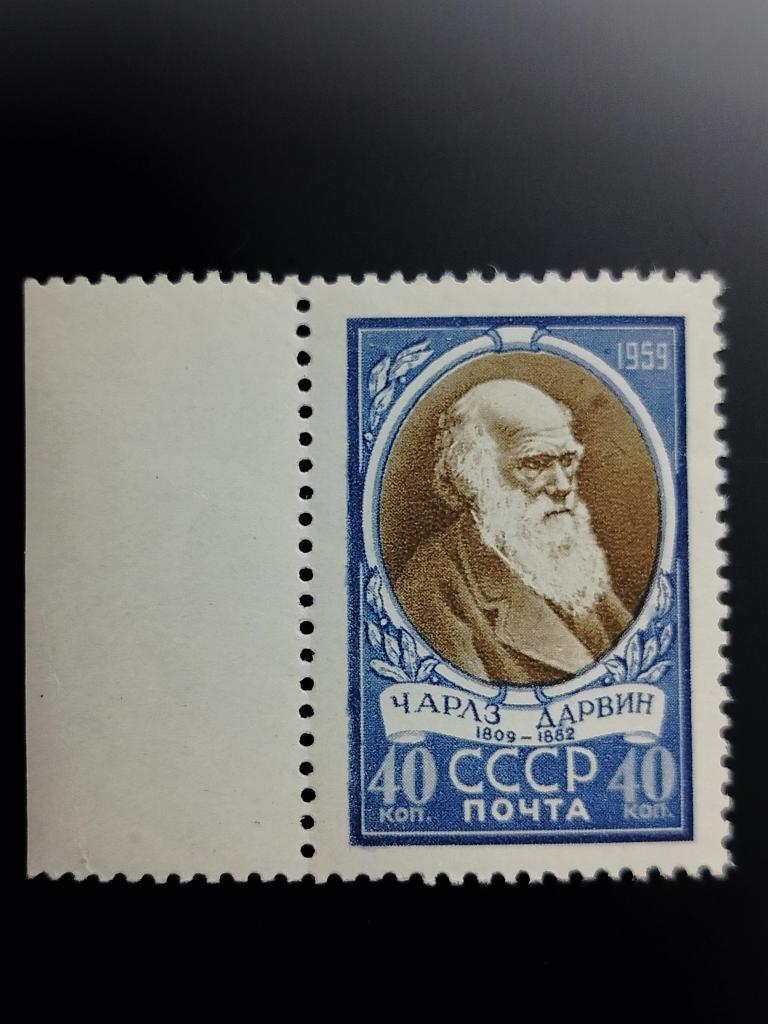 1959
ЧАРЛЗ ДАРВИН
1809–1882
40 СССР 40
КОП. ПОЧТА КОП.